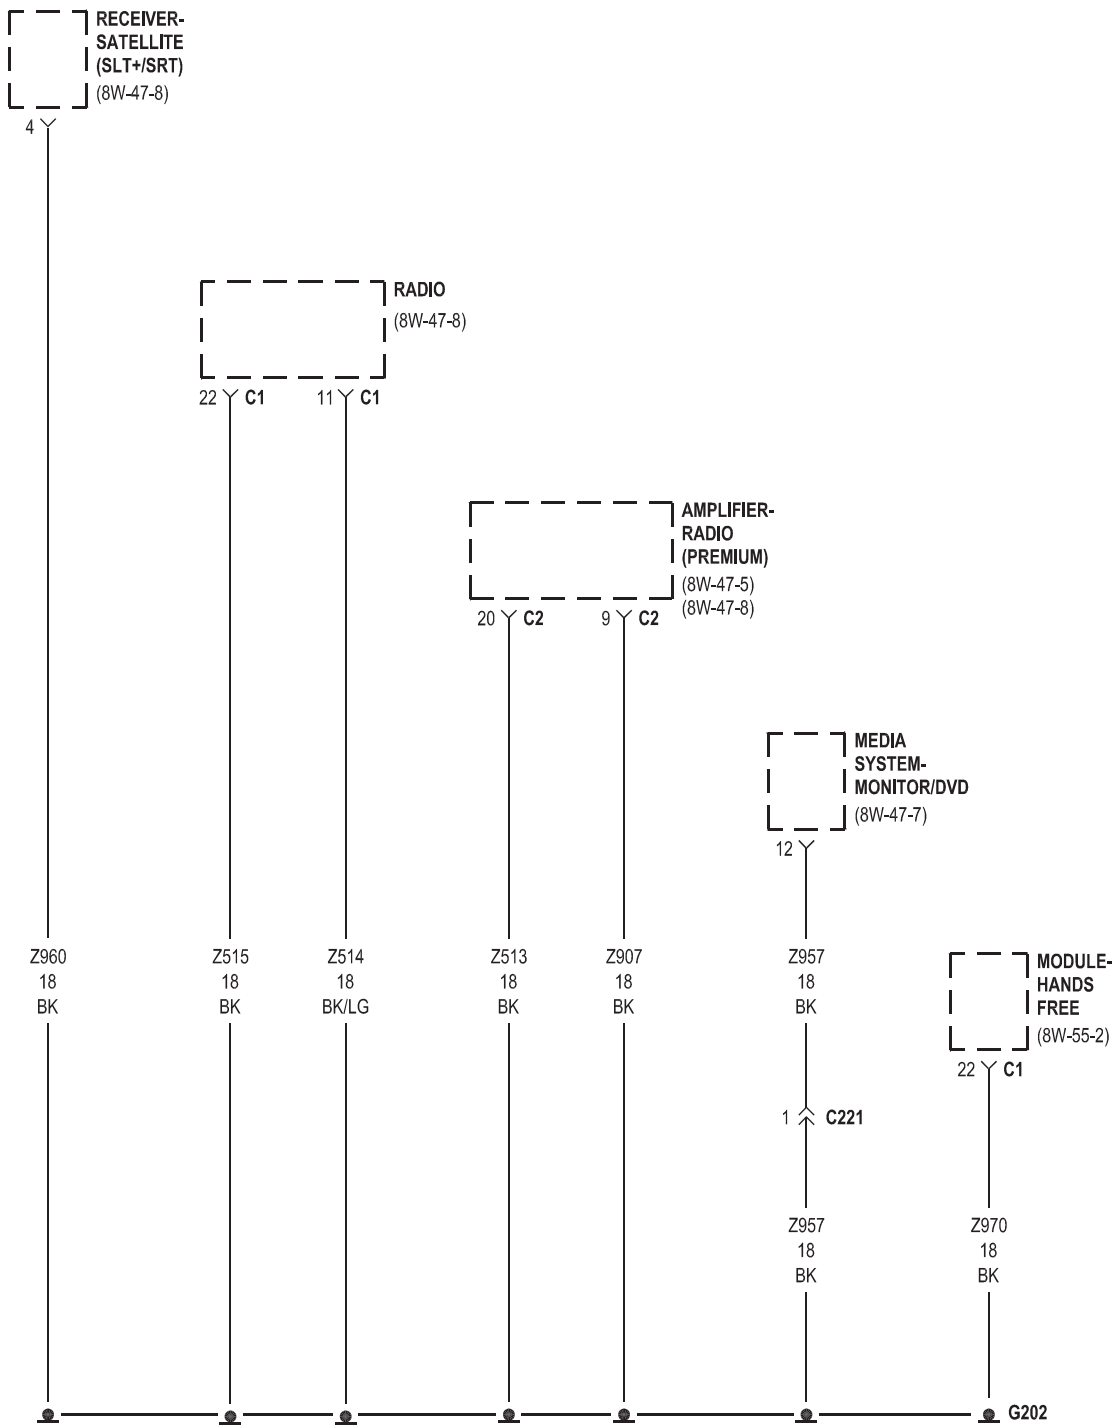 RECEIVER-
SATELLITE
(SLT+/SRT)
(8W-47-8)
4
RADIO
(8W-47-8)
22 C1
11 C1
AMPLIFIER-
RADIO
(PREMIUM)
(8W-47-5)
(8W-47-8)
20 C2
9 C2
MEDIA
SYSTEM-
MONITOR/DVD
(8W-47-7)
12
Z960
18
BK
Z515
18
BK
Z514
18
BK/LG
Z513
18
BK
Z907
18
BK
Z957
18
BK
MODULE-
HANDS
FREE
(8W-55-2)
22 C1
1 C221
Z957
18
BK
Z970
18
BK
G202